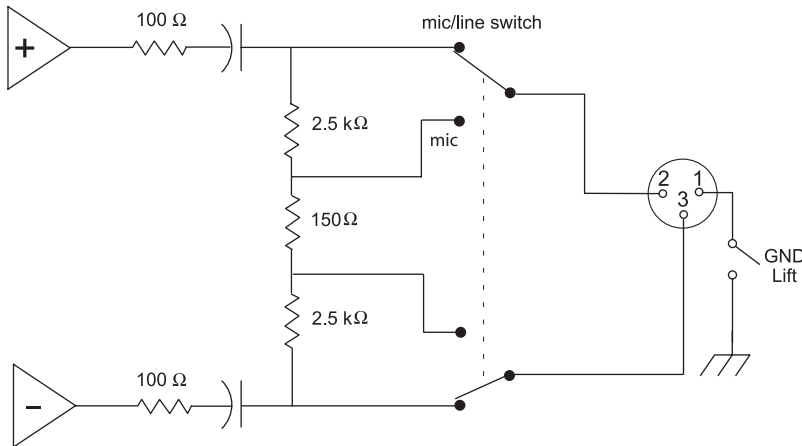 100 Ω
mic/line switch
+
2.5 kΩ
mic
2 1
3
150Ω
GND
Lift
2.5 kΩ
100 Ω
-